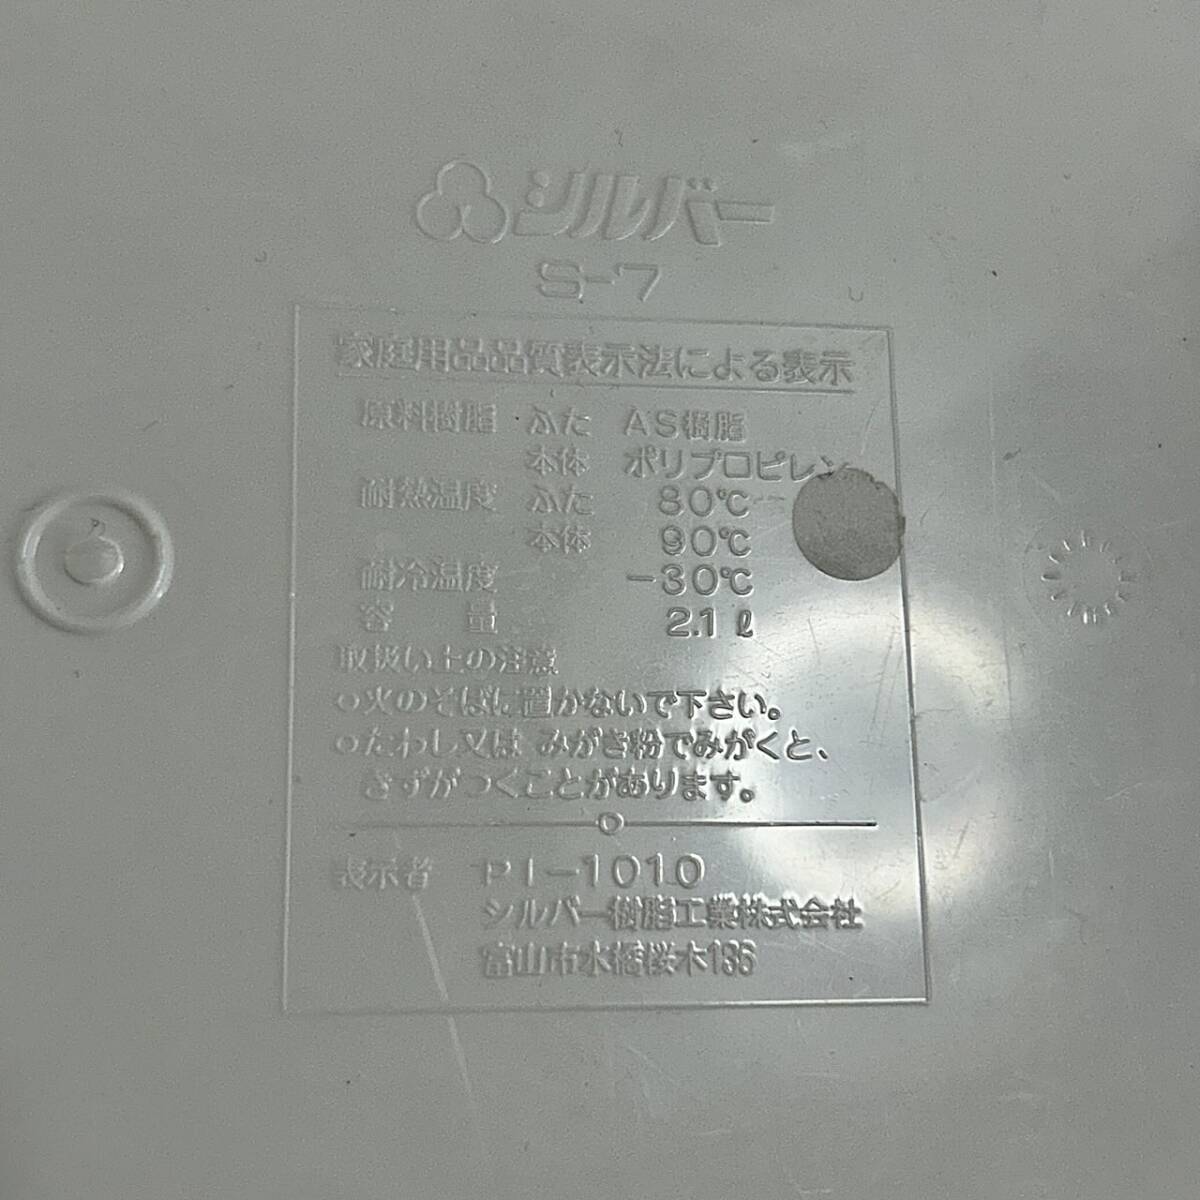 シルバー
S-7
家庭用品品質表示法による表示
原料樹脂 ふた AS樹脂
本体 ポリプロピレン
耐熱温度 ふた 80℃
本体 90℃
耐冷温度 -30℃
容量 2.1ℓ
取扱い上の注意
○火のそばに置かないで下さい。
○たわし又は みがき粉でみがくと、
きずがつくことがあります。
表示者 PI-1010
シルバー樹脂工業株式会社
富山市水橋桜木136